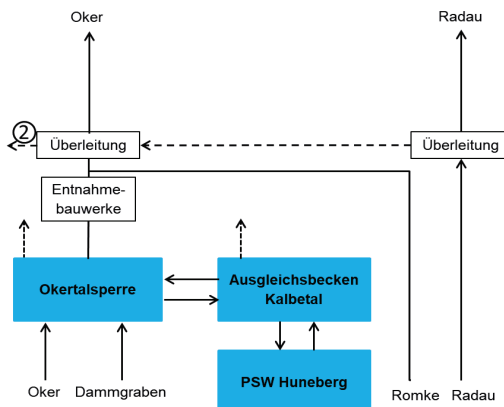 Oker
Radau
2
Überleitung
Überleitung
Entnahme-
bauwerke
Okertalsperre
Ausgleichsbecken
Kalbetal
PSW Huneberg
Oker
Dammgraben
Romke
Radau